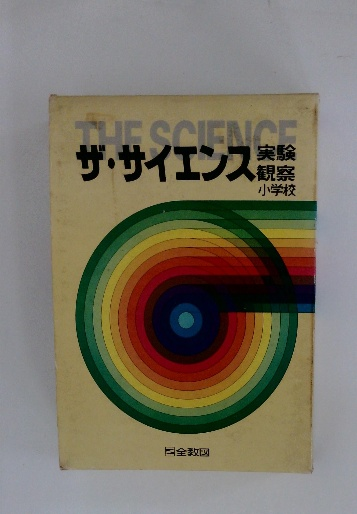 THE SCIENCE
ザ・サイエンス
実験
観察
小学校
全教図